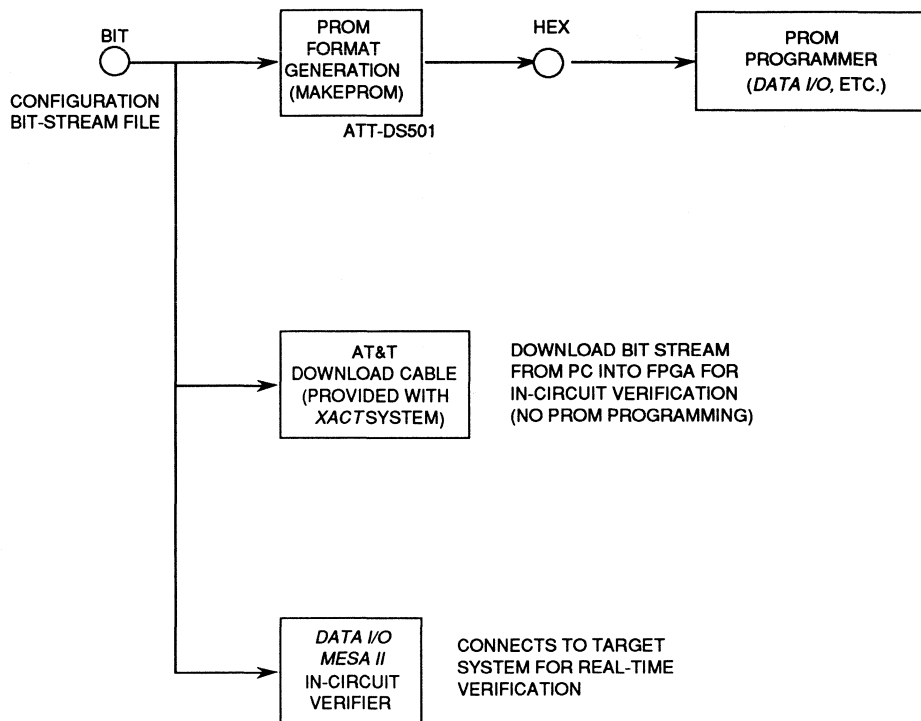 BIT
CONFIGURATION
BIT-STREAM FILE
PROM
FORMAT
GENERATION
(MAKEPROM)
ATT-DS501
HEX
PROM
PROGRAMMER
(DATA I/O, ETC.)
AT&T
DOWNLOAD CABLE
(PROVIDED WITH
XACT SYSTEM)
DOWNLOAD BIT STREAM
FROM PC INTO FPGA FOR
IN-CIRCUIT VERIFICATION
(NO PROM PROGRAMMING)
DATA I/O
MESA II
IN-CIRCUIT
VERIFIER
CONNECTS TO TARGET
SYSTEM FOR REAL-TIME
VERIFICATION